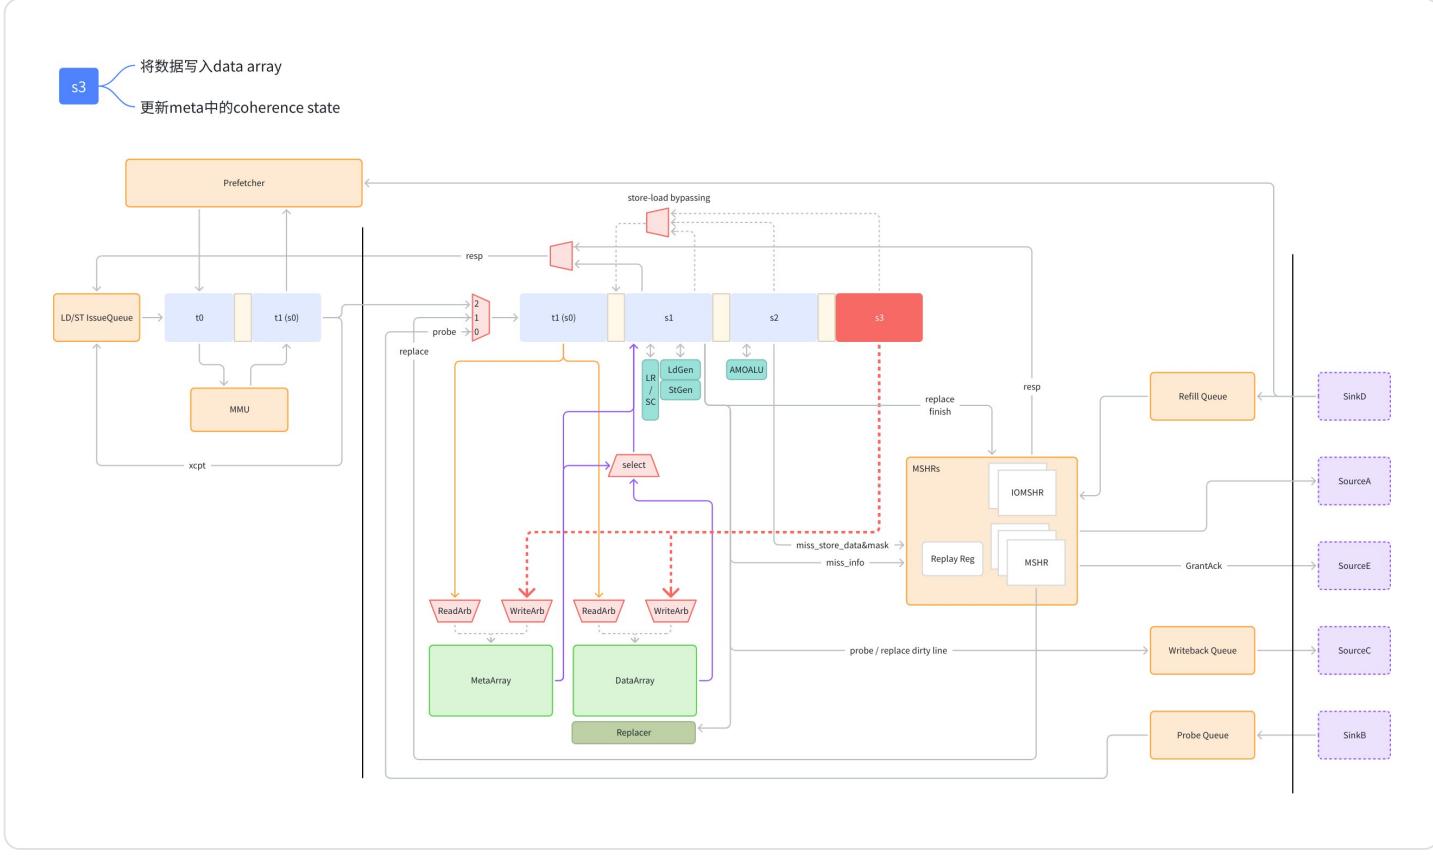 将数据写入data array
s3
更新meta中的coherence state
Prefetcher
store-load bypassing
resp
LD/ST IssueQueue
t0
t1 (s0)
2
1
0
probe
replace
t1 (s0)
s1
s2
s3
LR
/
SC
LdGen
StGen
AMOALU
MMU
xcpt
resp
replace
finish
Refill Queue
SinkD
select
MSHRs
IOMSHR
Replay Reg
MSHR
SourceA
miss_store_data&mask
miss_info
GrantAck
SourceE
ReadArb
WriteArb
ReadArb
WriteArb
MetaArray
DataArray
Replacer
probe / replace dirty line
Writeback Queue
SourceC
Probe Queue
SinkB